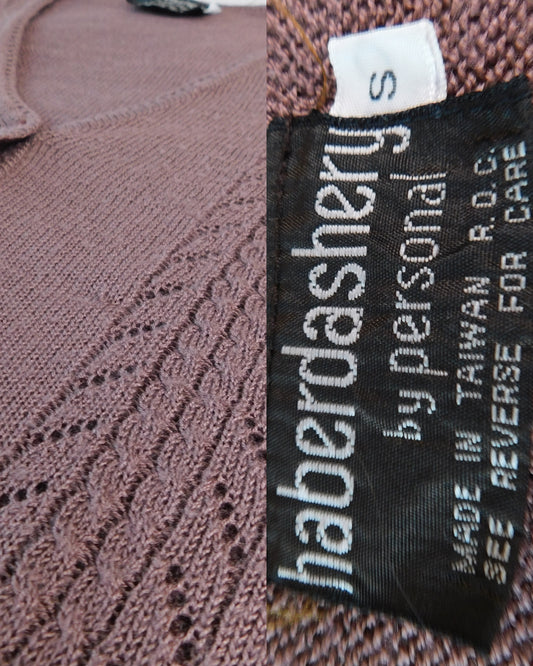 S
haberdashery
by personal
MADE IN TAIWAN R.O.C.
SEE REVERSE FOR CARE